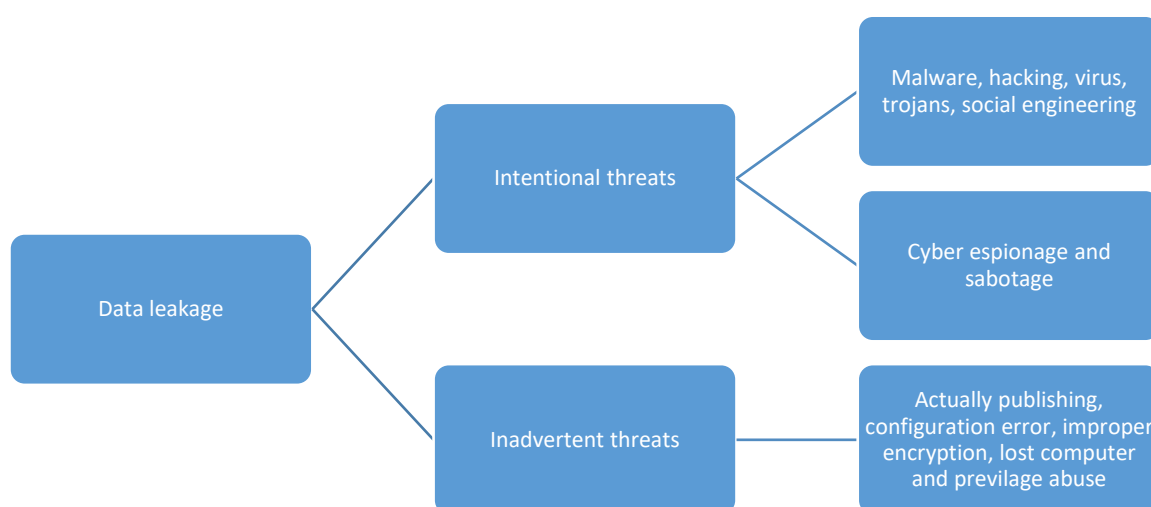 Malware, hacking, virus,
trojans, social engineering
Intentional threats
Cyber espionage and
sabotage
Data leakage
Inadvertent threats
Actually publishing,
configuration error, improper
encryption, lost computer
and previlage abuse